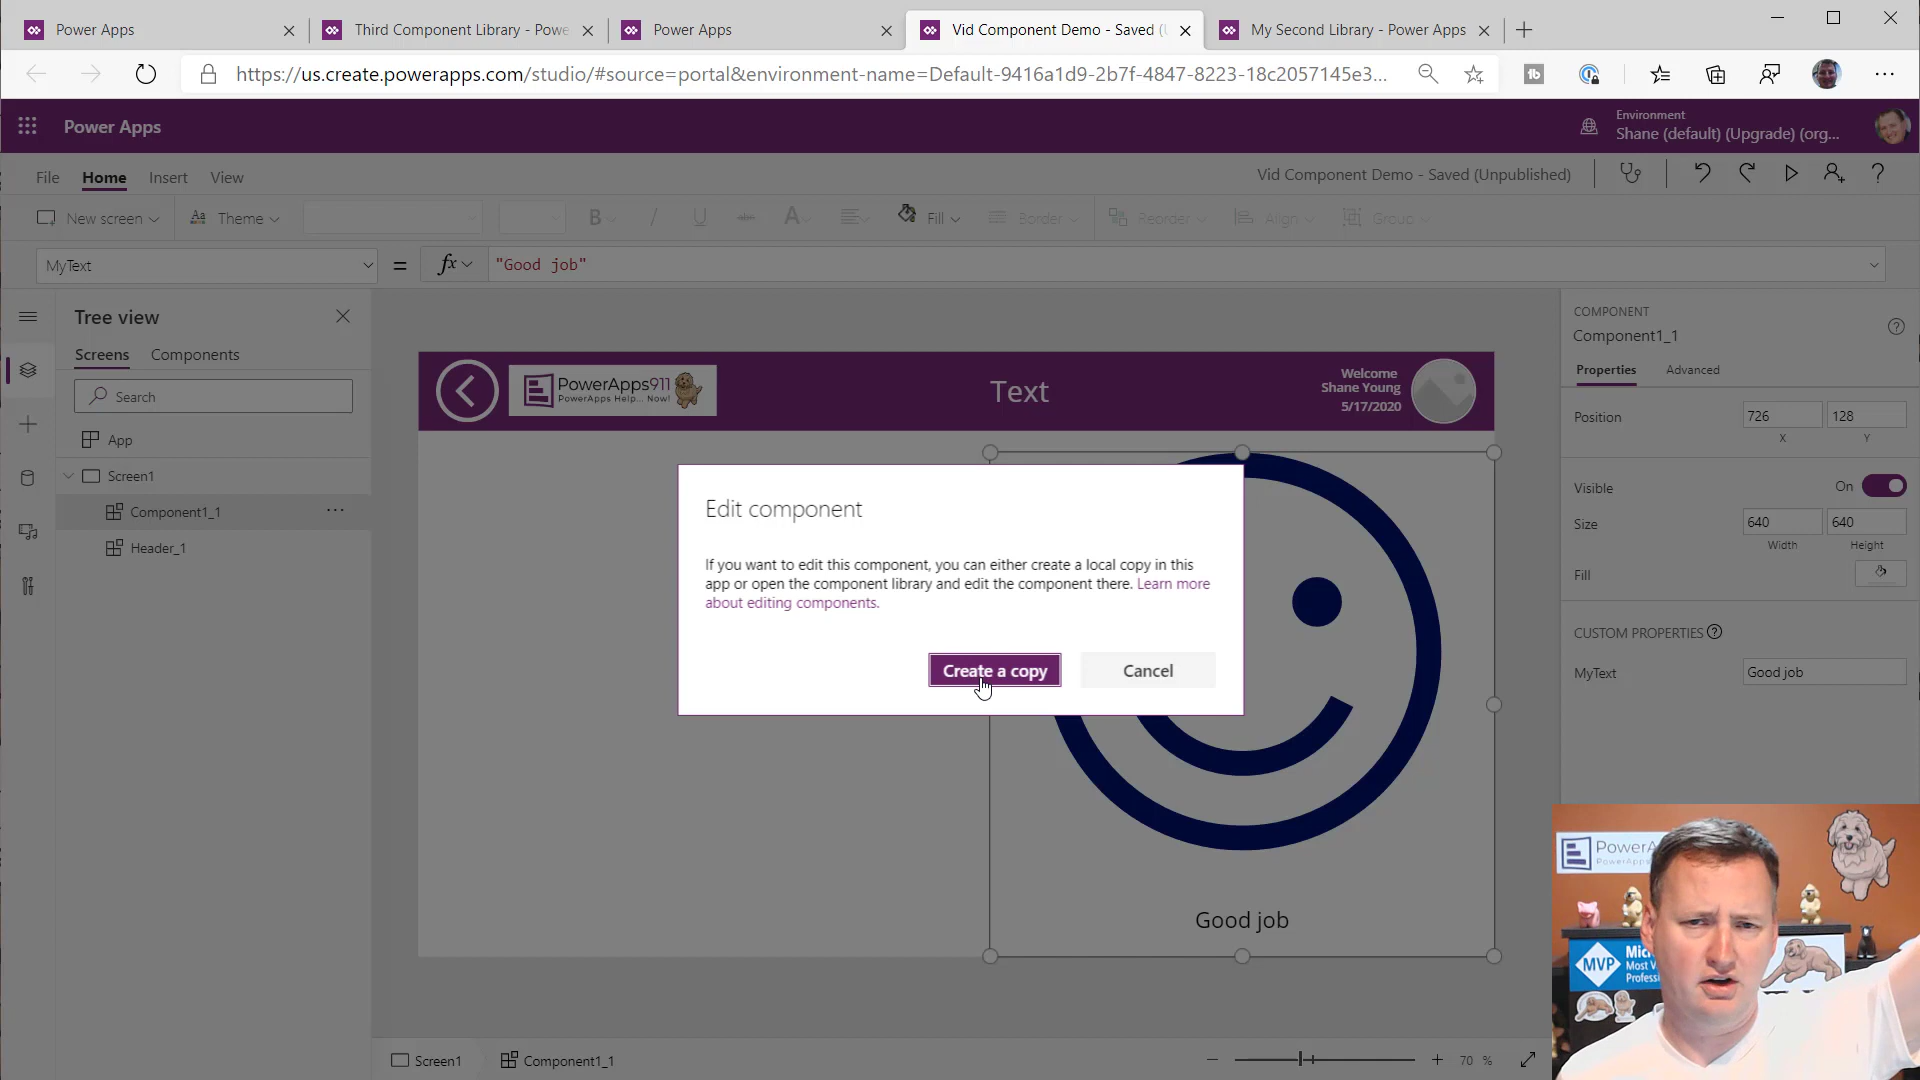 Power Apps
Third Component Library - Powe
Power Apps
Vid Component Demo - Saved (
My Second Library - Power Apps
https://us.create.powerapps.com/studio/#source=portal&environment-name=Default-9416a1d9-2b7f-4847-8223-18c2057145e3...
Power Apps
Environment
Shane (default) (Upgrade) (org...
File Home Insert View
Vid Component Demo - Saved (Unpublished)
New screen Theme B I U abc A Fill Border Reorder Align Group
MyText = fx "Good job"
Tree view
Screens Components
Search
App
Screen1
Component1_1
Header_1
PowerApps911
PowerApps Help... Now!
Text
Welcome
Shane Young
5/17/2020
Edit component
If you want to edit this component, you can either create a local copy in this
app or open the component library and edit the component there. Learn more
about editing components.
Create a copy Cancel
Good job
COMPONENT
Component1_1
Properties Advanced
Position 726 128
X Y
Visible On
Size 640 640
Width Height
Fill
CUSTOM PROPERTIES
MyText Good job
Screen1 Component1_1
70 %
MVP
Most V
Profess